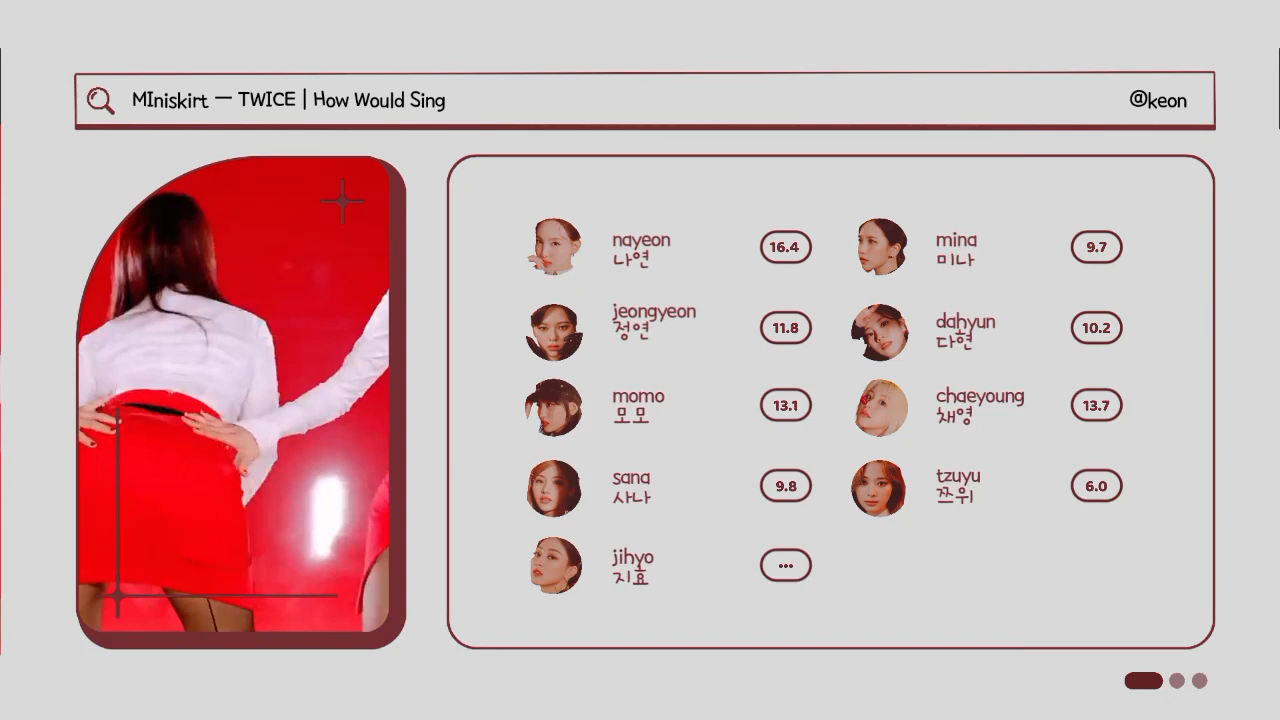 MIniskirt — TWICE | How Would Sing
@keon
nayeon
나연
16.4
mina
미나
9.7
jeongyeon
정연
11.8
dahyun
다현
10.2
momo
모모
13.1
chaeyoung
채영
13.7
sana
사나
9.8
tzuyu
쯔위
6.0
jihyo
지효
...